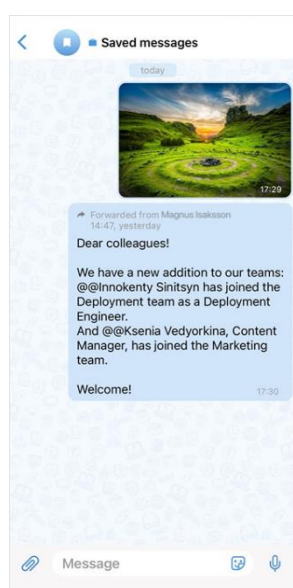 Saved messages
today
17:29
Forwarded from Magnus Isaksson
14:47, yesterday
Dear colleagues!
We have a new addition to our teams:
@@Innokenty Sinitsyn has joined the
Deployment team as a Deployment
Engineer.
And @@Ksenia Vedyorkina, Content
Manager, has joined the Marketing
team.
Welcome!
17:30
Message